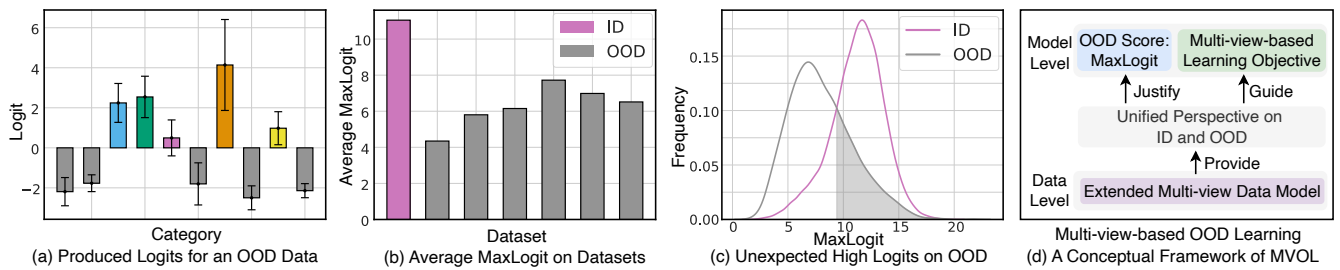 6
4
2
0
−2
Logit
Category
(a) Produced Logits for an OOD Data
10
8
6
4
2
0
Average MaxLogit
ID
OOD
Dataset
(b) Average MaxLogit on Datasets
0.15
0.10
0.05
0.00
Frequency
ID
OOD
0
5
10
15
20
MaxLogit
(c) Unexpected High Logits on OOD
Model
Level
OOD Score:
MaxLogit
Multi-view-based
Learning Objective
Justify
Guide
Unified Perspective on
ID and OOD
Provide
Data
Level
Extended Multi-view Data Model
Multi-view-based OOD Learning
(d) A Conceptual Framework of MVOL